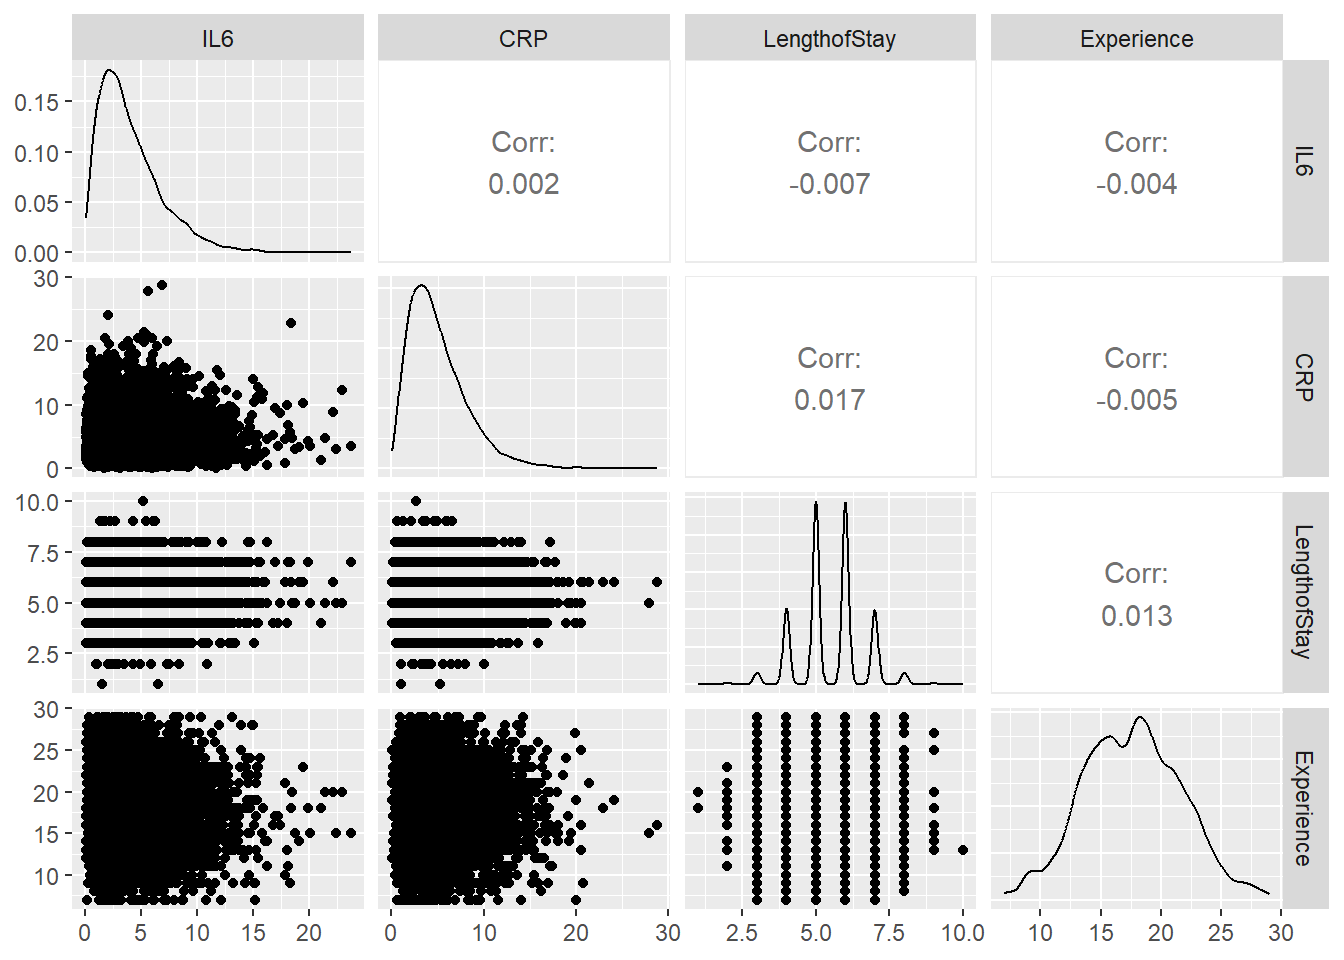 IL6 CRP LengthofStay Experience
0.15
0.10
0.05
0.00
Corr:
0.002
Corr:
-0.007
Corr:
-0.004
IL6
30
20
10
0
Corr:
0.017
Corr:
-0.005
CRP
10.0
7.5
5.0
2.5
Corr:
0.013
LengthofStay
30
25
20
15
10
Experience
0 5 10 15 20 0 10 20 30 2.5 5.0 7.5 10.0 10 15 20 25 30